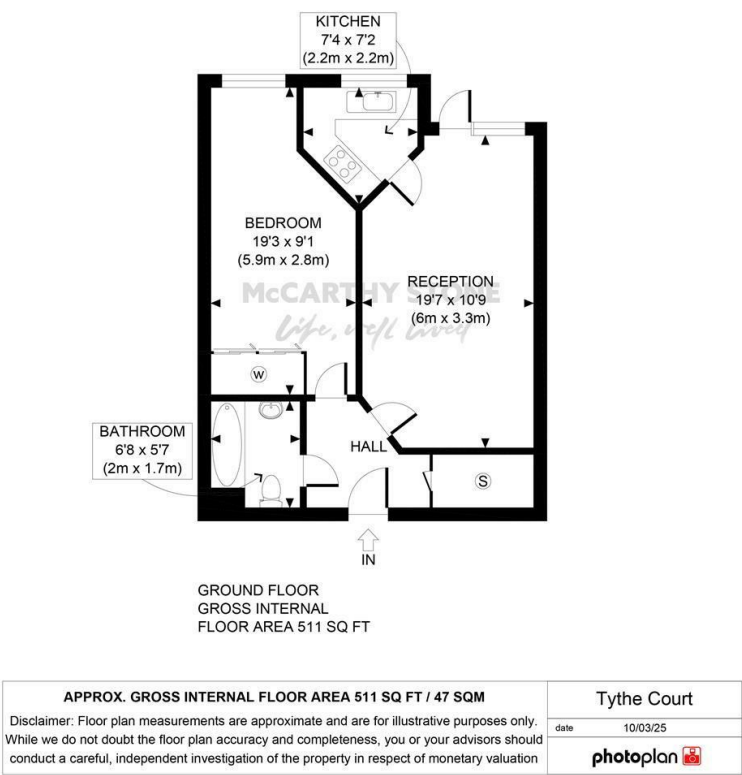 KITCHEN
7'4 x 7'2
(2.2m x 2.2m)
BEDROOM
19'3 x 9'1
(5.9m x 2.8m)
RECEPTION
19'7 x 10'9
(6m x 3.3m)
McCARTHY STONE
life, well lived
W
BATHROOM
6'8 x 5'7
(2m x 1.7m)
HALL
S
IN
GROUND FLOOR
GROSS INTERNAL
FLOOR AREA 511 SQ FT
APPROX. GROSS INTERNAL FLOOR AREA 511 SQ FT / 47 SQM
Disclaimer: Floor plan measurements are approximate and are for illustrative purposes only.
While we do not doubt the floor plan accuracy and completeness, you or your advisors should
conduct a careful, independent investigation of the property in respect of monetary valuation
Tythe Court
date 10/03/25
photoplan